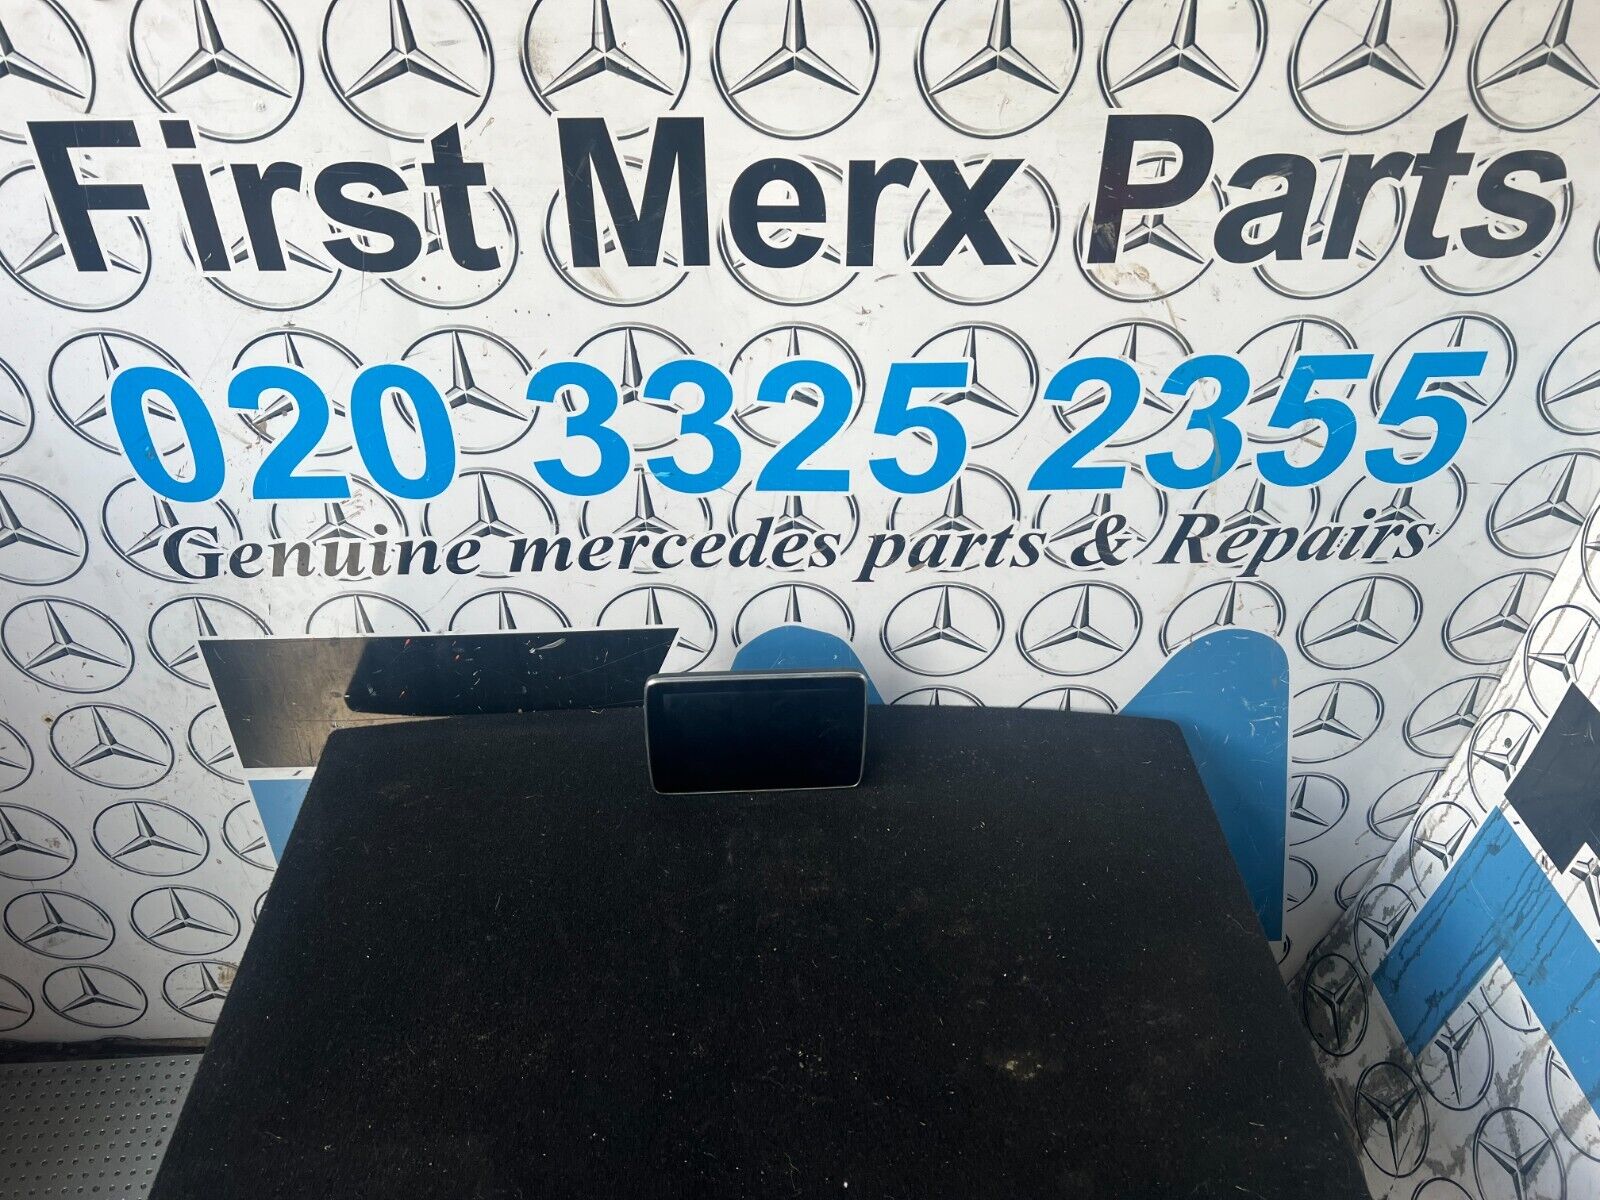 First Merx Parts
020 3325 2355
Genuine mercedes parts & Repairs